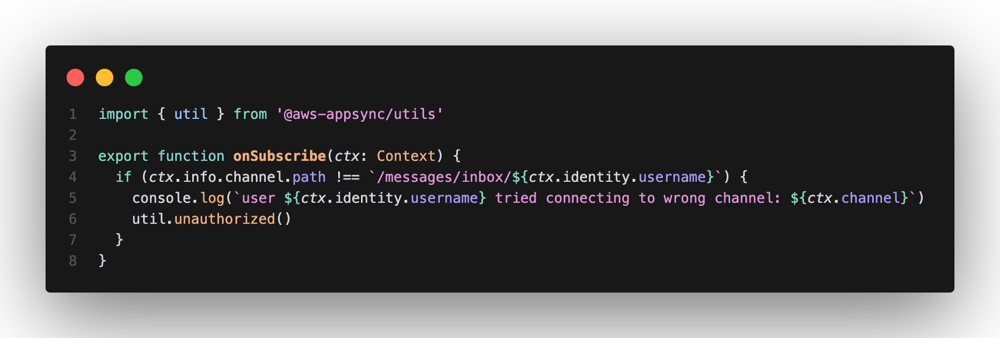 1 import { util } from '@aws-appsync/utils'
2
3 export function onSubscribe(ctx: Context) {
4   if (ctx.info.channel.path !== `/messages/inbox/${ctx.identity.username}`) {
5     console.log(`user ${ctx.identity.username} tried connecting to wrong channel: ${ctx.channel}`)
6     util.unauthorized()
7   }
8 }